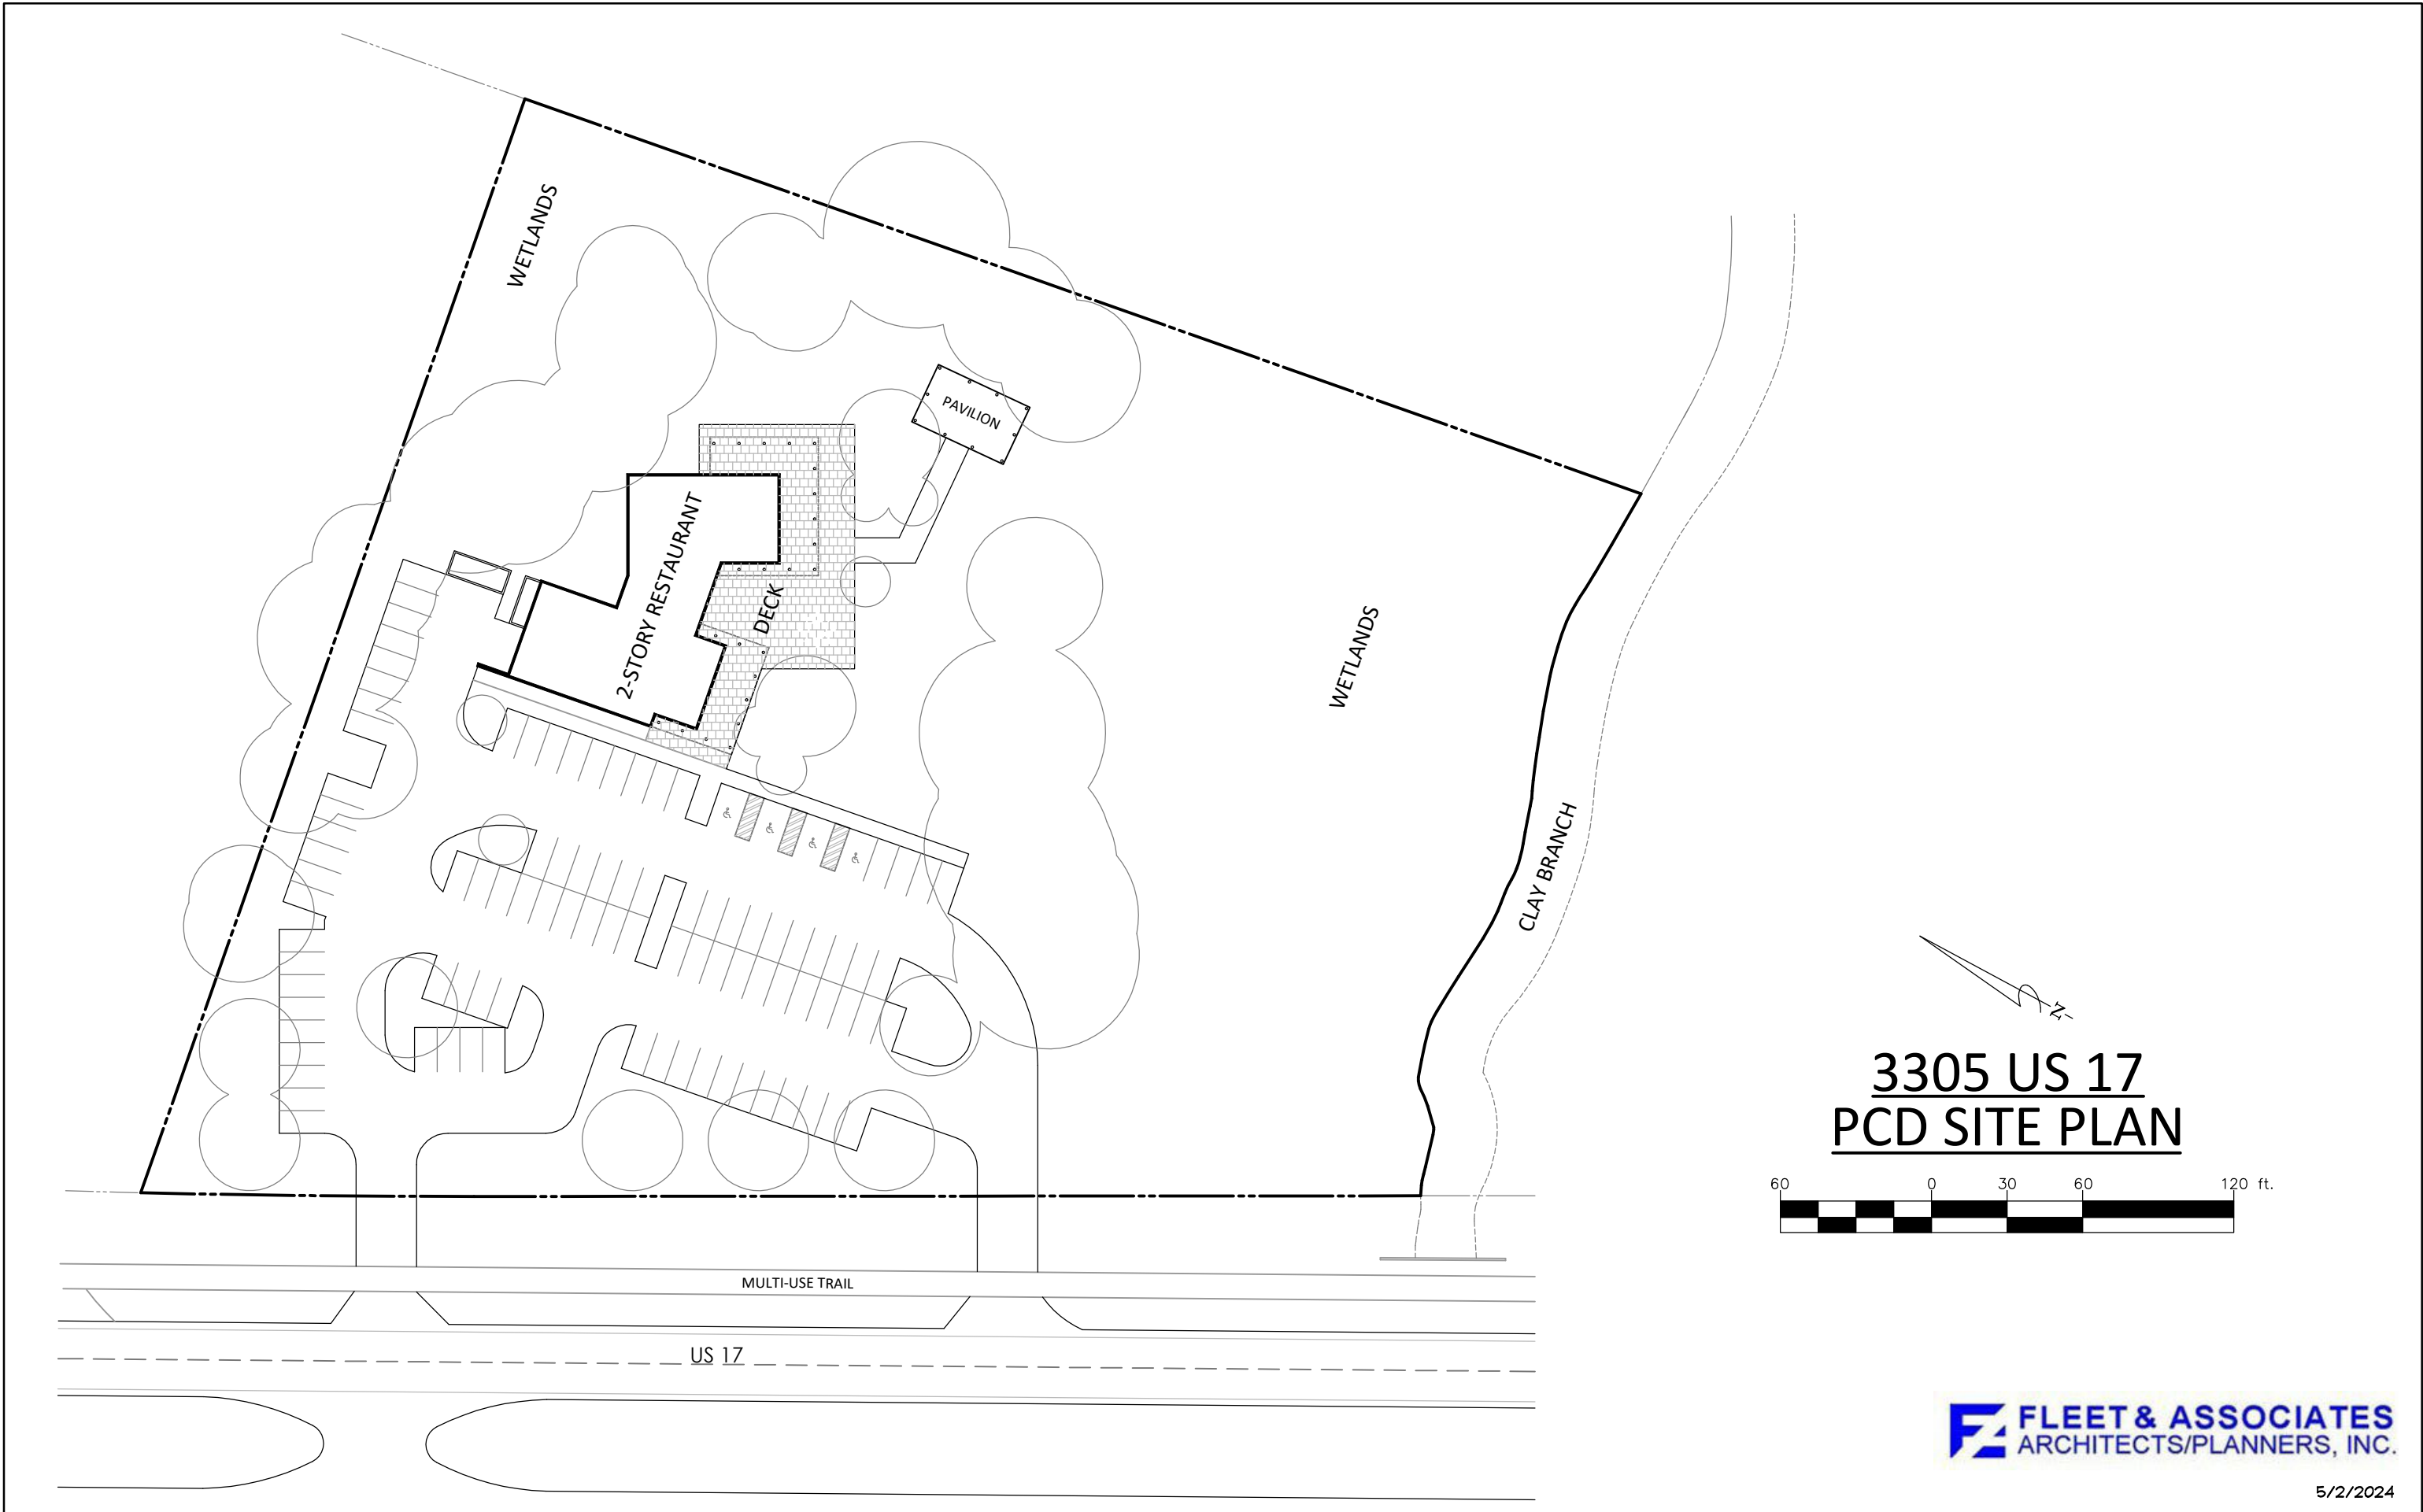 WETLANDS
PAVILION
2-STORY RESTAURANT
DECK
WETLANDS
CLAY BRANCH
N
3305 US 17
PCD SITE PLAN
60 0 30 60 120 ft.
MULTI-USE TRAIL
US 17
FLEET & ASSOCIATES
ARCHITECTS/PLANNERS, INC.
5/2/2024